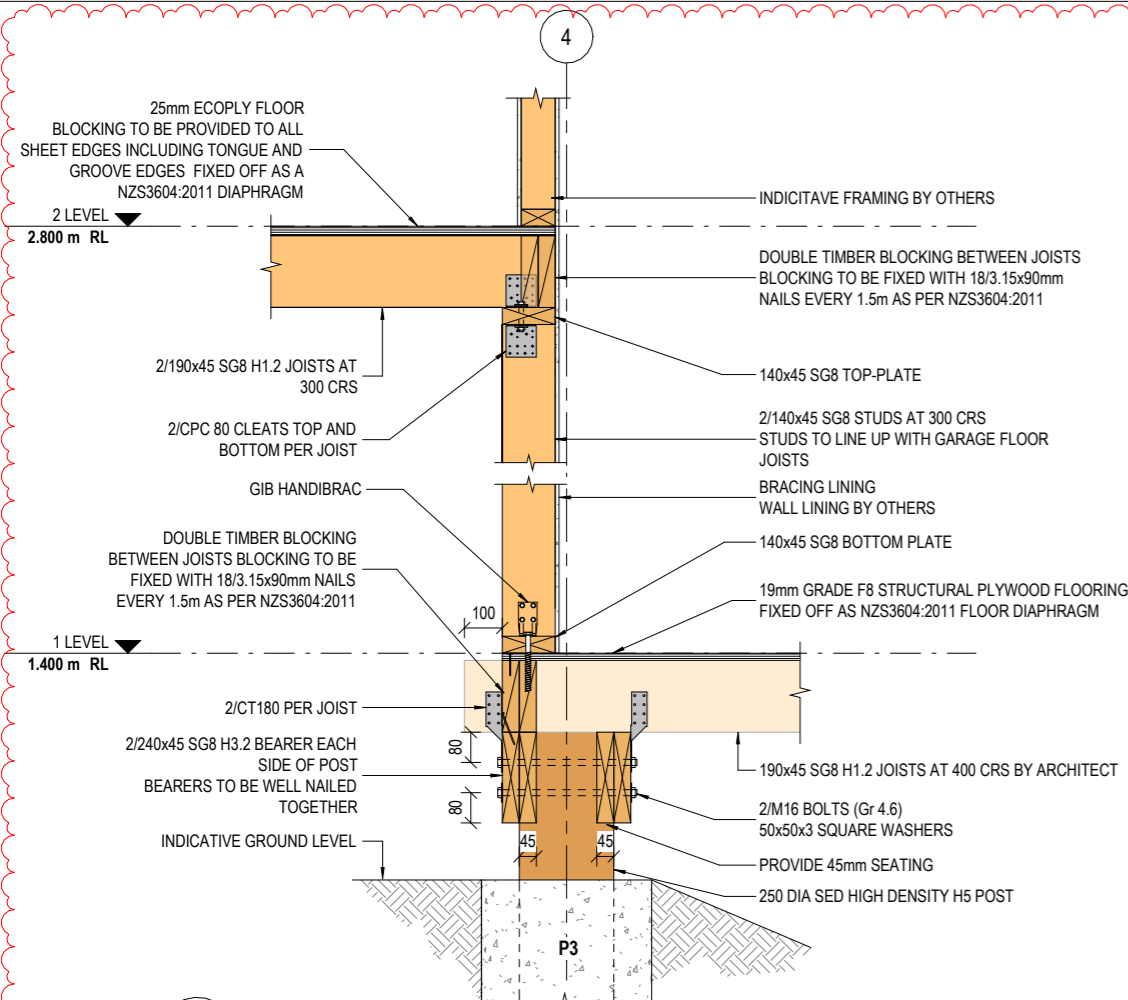 4
25mm ECOPLY FLOOR
BLOCKING TO BE PROVIDED TO ALL
SHEET EDGES INCLUDING TONGUE AND
GROOVE EDGES FIXED OFF AS A
NZS3604:2011 DIAPHRAGM
2 LEVEL
2.800 m RL
2/190x45 SG8 H1.2 JOISTS AT
300 CRS
2/CPC 80 CLEATS TOP AND
BOTTOM PER JOIST
GIB HANDIBRAC
DOUBLE TIMBER BLOCKING
BETWEEN JOISTS BLOCKING TO BE
FIXED WITH 18/3.15x90mm NAILS
EVERY 1.5m AS PER NZS3604:2011
100
1 LEVEL
1.400 m RL
2/CT180 PER JOIST
2/240x45 SG8 H3.2 BEARER EACH
SIDE OF POST
BEARERS TO BE WELL NAILED
TOGETHER
80
80
INDICATIVE GROUND LEVEL
45
45
P3
INDICITAVE FRAMING BY OTHERS
DOUBLE TIMBER BLOCKING BETWEEN JOISTS
BLOCKING TO BE FIXED WITH 18/3.15x90mm
NAILS EVERY 1.5m AS PER NZS3604:2011
140x45 SG8 TOP-PLATE
2/140x45 SG8 STUDS AT 300 CRS
STUDS TO LINE UP WITH GARAGE FLOOR
JOISTS
BRACING LINING
WALL LINING BY OTHERS
140x45 SG8 BOTTOM PLATE
19mm GRADE F8 STRUCTURAL PLYWOOD FLOORING
FIXED OFF AS NZS3604:2011 FLOOR DIAPHRAGM
190x45 SG8 H1.2 JOISTS AT 400 CRS BY ARCHITECT
2/M16 BOLTS (Gr 4.6)
50x50x3 SQUARE WASHERS
PROVIDE 45mm SEATING
250 DIA SED HIGH DENSITY H5 POST